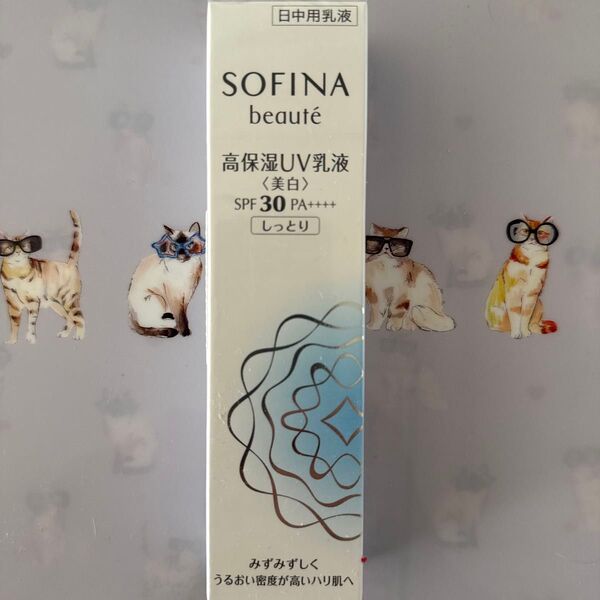 日中用乳液
SOFINA
beauté
高保湿UV乳液
〈美白〉
SPF 30 PA++++
しっとり
みずみずしく
うるおい密度が高いハリ肌へ